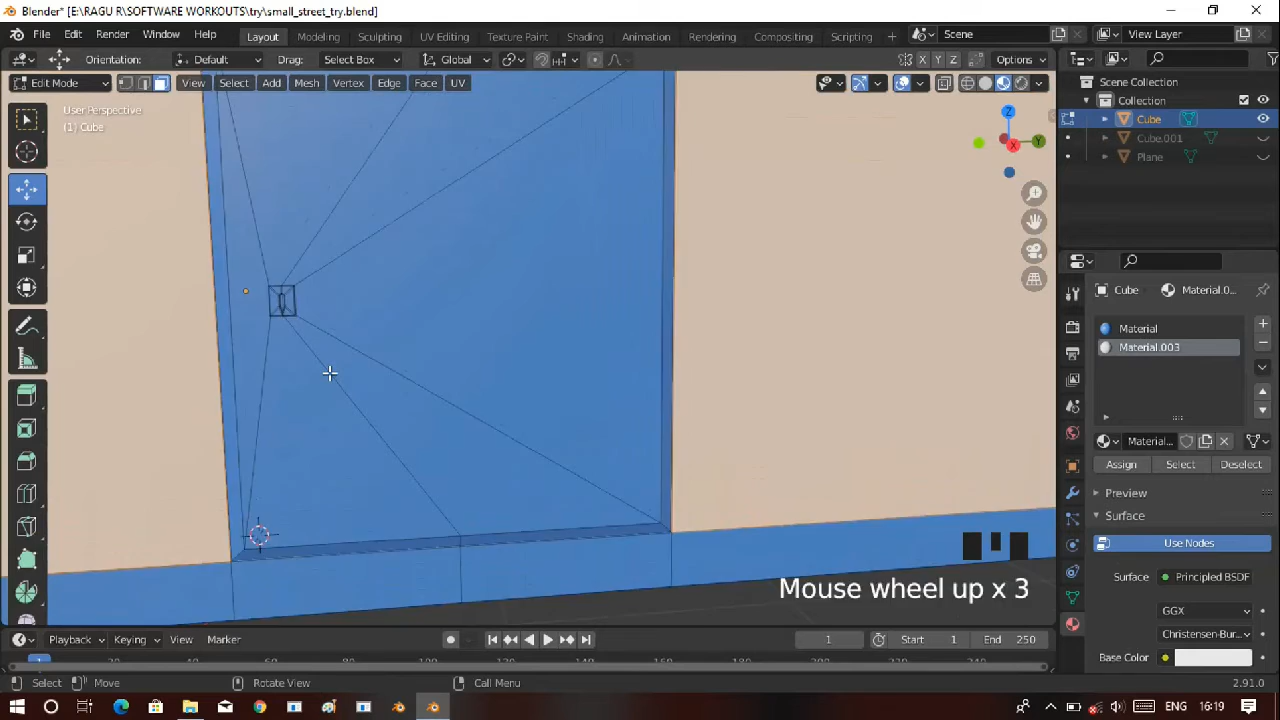 Blender* [E:\RAGU R\SOFTWARE WORKOUTS\try\small_street_try.blend]
File Edit Render Window Help Layout Modeling Sculpting UV Editing Texture Paint Shading Animation Rendering Compositing Scripting + Scene View Layer
Orientation: Default Drag: Select Box Global X Y Z Options
Edit Mode View Select Add Mesh Vertex Edge Face UV
User Perspective
(1) Cube
Z
Y
X
Scene Collection
Collection
Cube
Cube.001
Plane
Cube Material.0...
Material
Material.003
Materia...
Assign Select Deselect
Preview
Surface
Use Nodes
Surface Principled BSDF
GGX
Christensen-Bur...
Base Color
Mouse wheel up x 3
Playback Keying View Marker 1 Start 1 End 250
Select Move Rotate View Call Menu 2.91.0
16:19